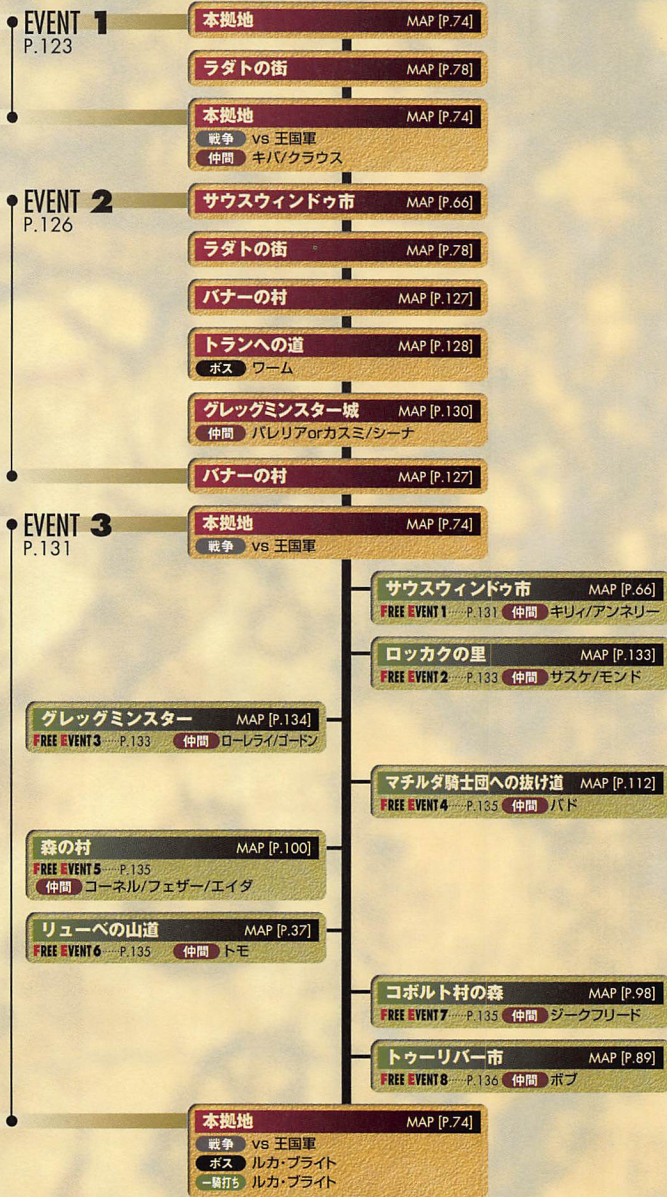 EVENT 1
P.123
本拠地 MAP [P.74]
ラダトの街 MAP [P.78]
本拠地 MAP [P.74]
戦争 vs 王国軍
仲間 キバ/クラウス
EVENT 2
P.126
サウスウィンドゥ市 MAP [P.66]
ラダトの街 MAP [P.78]
バナーの村 MAP [P.127]
トランへの道 MAP [P.128]
ボス ワーム
グレッグミンスター城 MAP [P.130]
仲間 バレリアorカスミ/シーナ
バナーの村 MAP [P.127]
EVENT 3
P.131
本拠地 MAP [P.74]
戦争 vs 王国軍
サウスウィンドゥ市 MAP [P.66]
FREE EVENT 1……P.131 仲間 キリィ/アンネリー
ロッカクの里 MAP [P.133]
FREE EVENT 2……P.133 仲間 サスケ/モンド
グレッグミンスター MAP [P.134]
FREE EVENT 3……P.133 仲間 ローレライ/ゴードン
マチルダ騎士団への抜け道 MAP [P.112]
FREE EVENT 4……P.135 仲間 バド
森の村 MAP [P.100]
FREE EVENT 5……P.135
仲間 コーネル/フェザー/エイダ
リューベの山道 MAP [P.37]
FREE EVENT 6……P.135 仲間 トモ
コボルト村の森 MAP [P.98]
FREE EVENT 7……P.135 仲間 ジークフリード
トゥーリバー市 MAP [P.89]
FREE EVENT 8……P.136 仲間 ボブ
本拠地 MAP [P.74]
戦争 vs 王国軍
ボス ルカ・ブライト
一騎打ち ルカ・ブライト